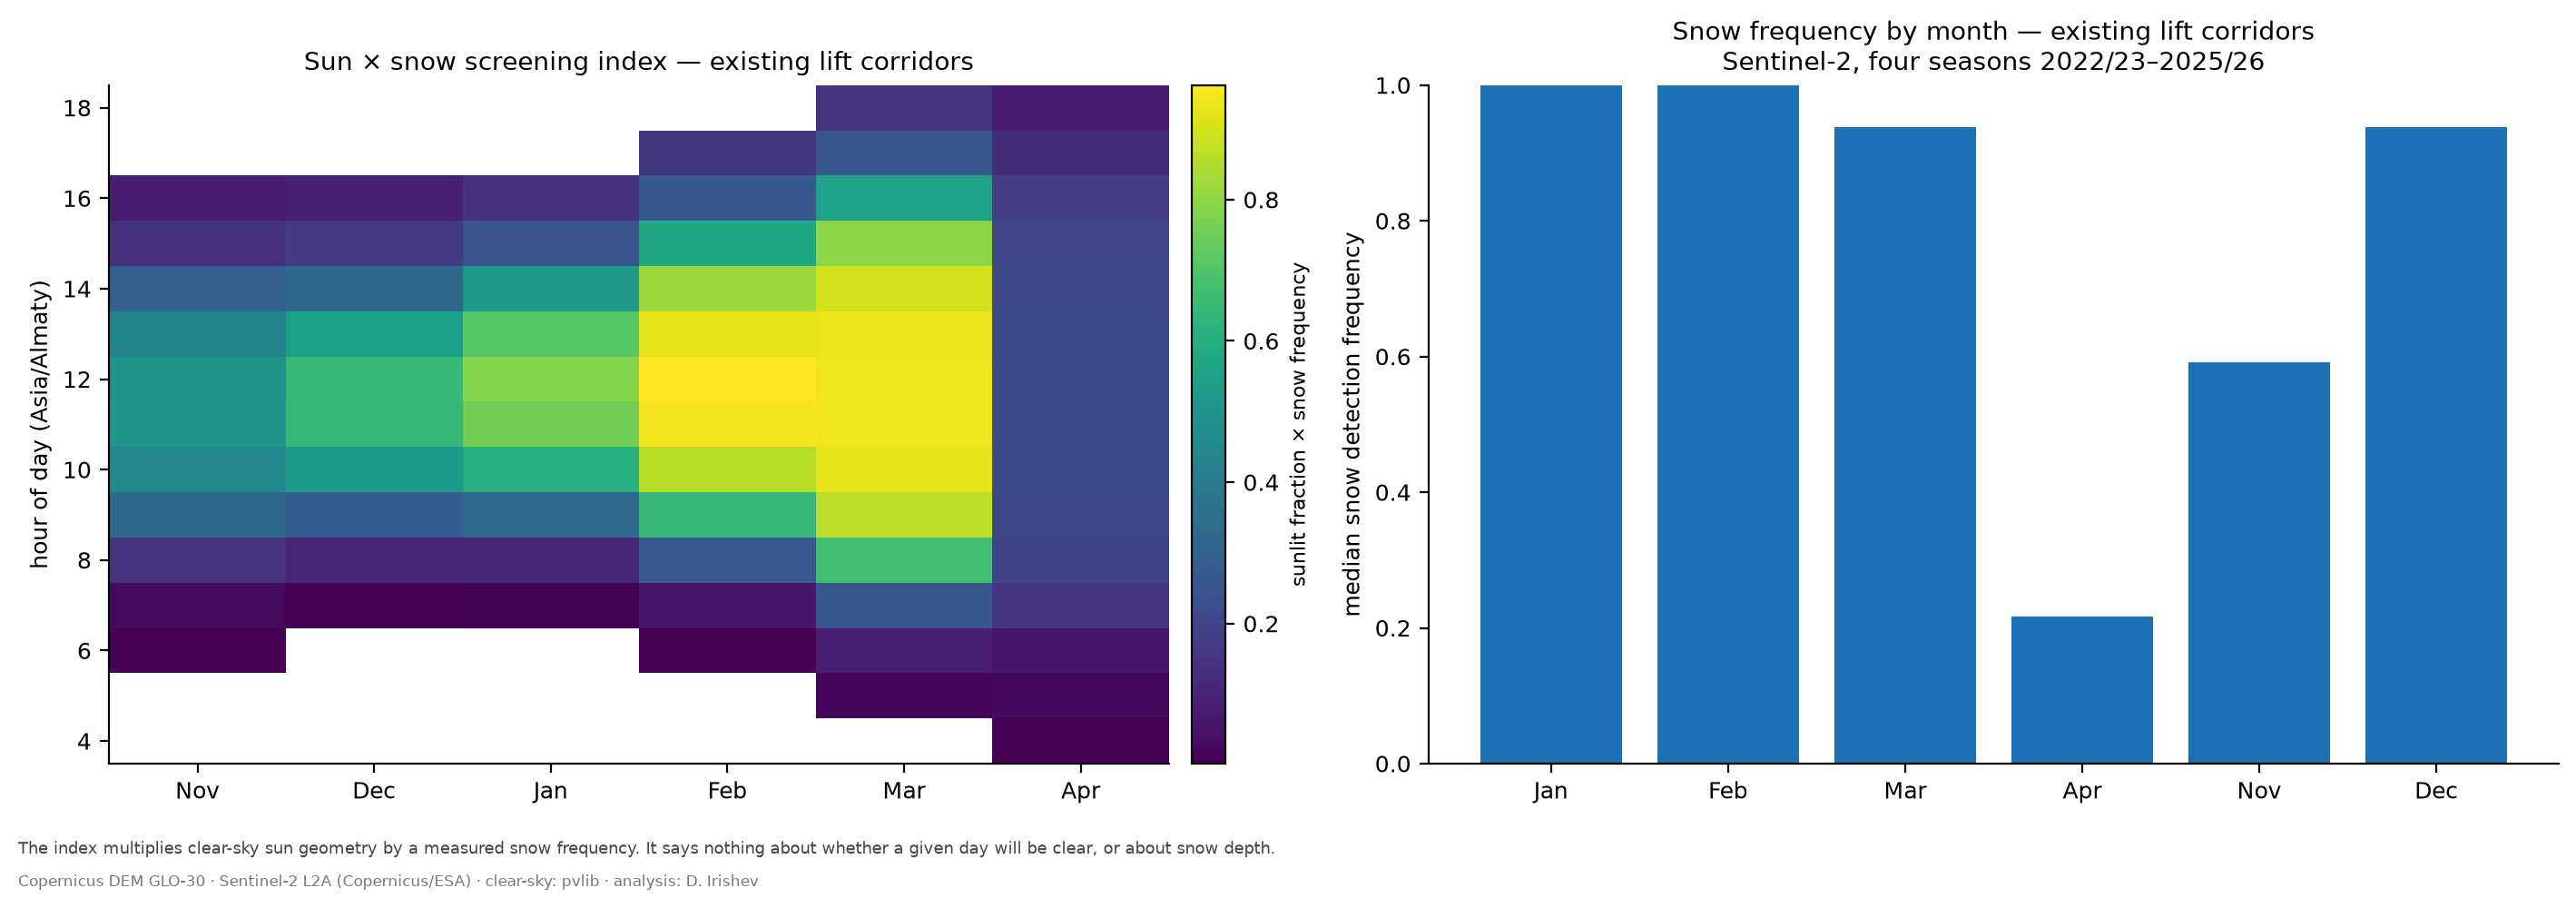 Sun × snow screening index — existing lift corridors
18
16
14
12
10
8
6
4
hour of day (Asia/Almaty)
Nov Dec Jan Feb Mar Apr
0.8
0.6
0.4
0.2
sunlit fraction × snow frequency
Snow frequency by month — existing lift corridors
Sentinel-2, four seasons 2022/23–2025/26
1.0
0.8
0.6
0.4
0.2
0.0
median snow detection frequency
Jan Feb Mar Apr Nov Dec
The index multiplies clear-sky sun geometry by a measured snow frequency. It says nothing about whether a given day will be clear, or about snow depth.
Copernicus DEM GLO-30 · Sentinel-2 L2A (Copernicus/ESA) · clear-sky: pvlib · analysis: D. Irishev